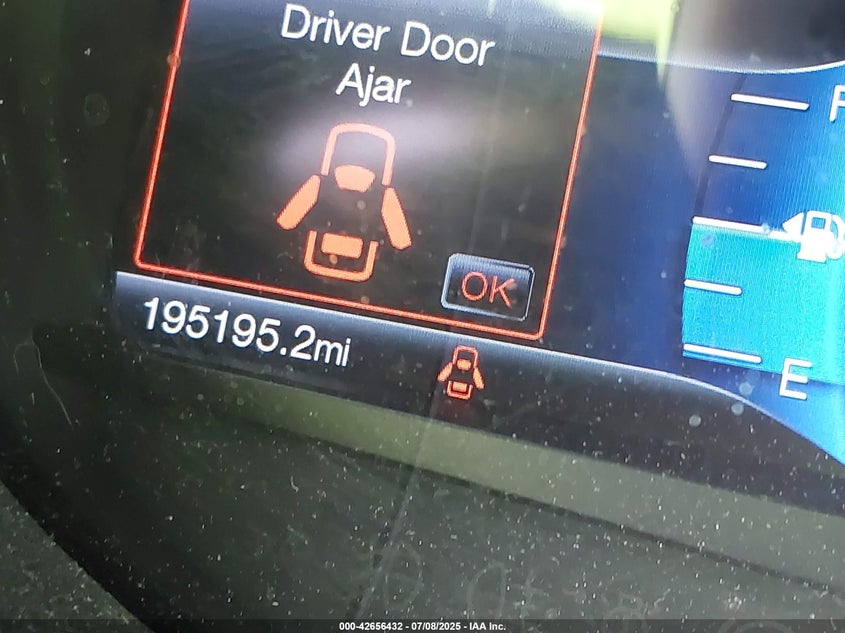 Driver Door
Ajar
F
OK
195195.2mi
E
000-42656432 - 07/08/2025 - IAA Inc.